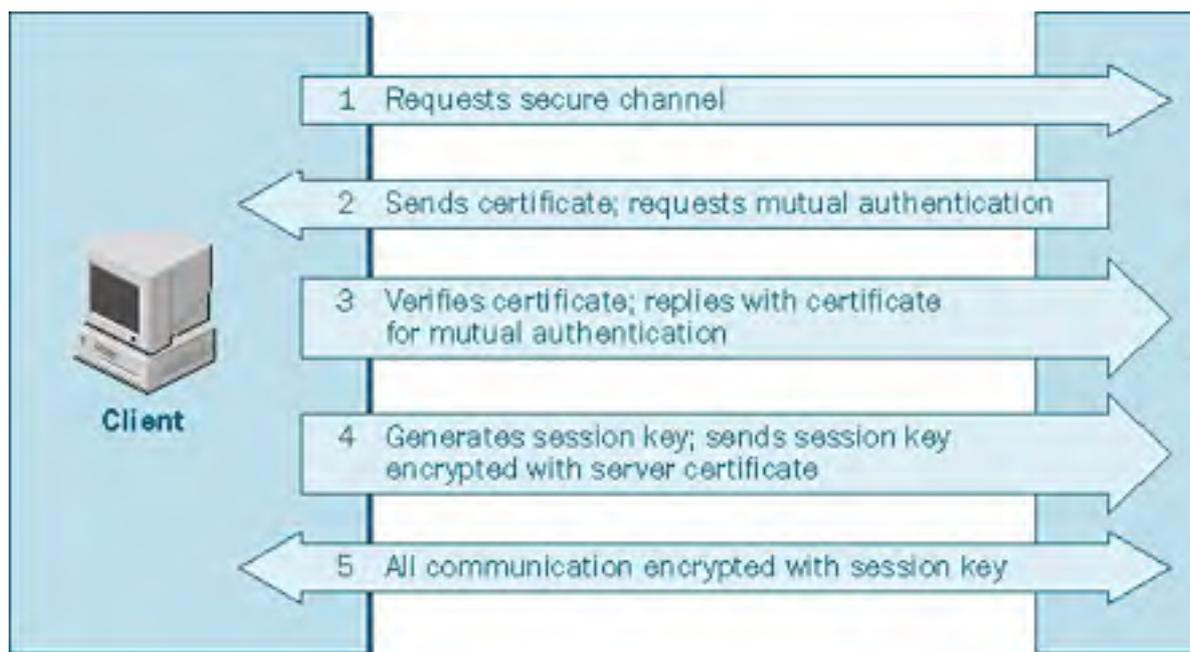 1 Requests secure channel
2 Sends certificate; requests mutual authentication
3 Verifies certificate; replies with certificate
for mutual authentication
Client
4 Generates session key; sends session key
encrypted with server certificate
5 All communication encrypted with session key